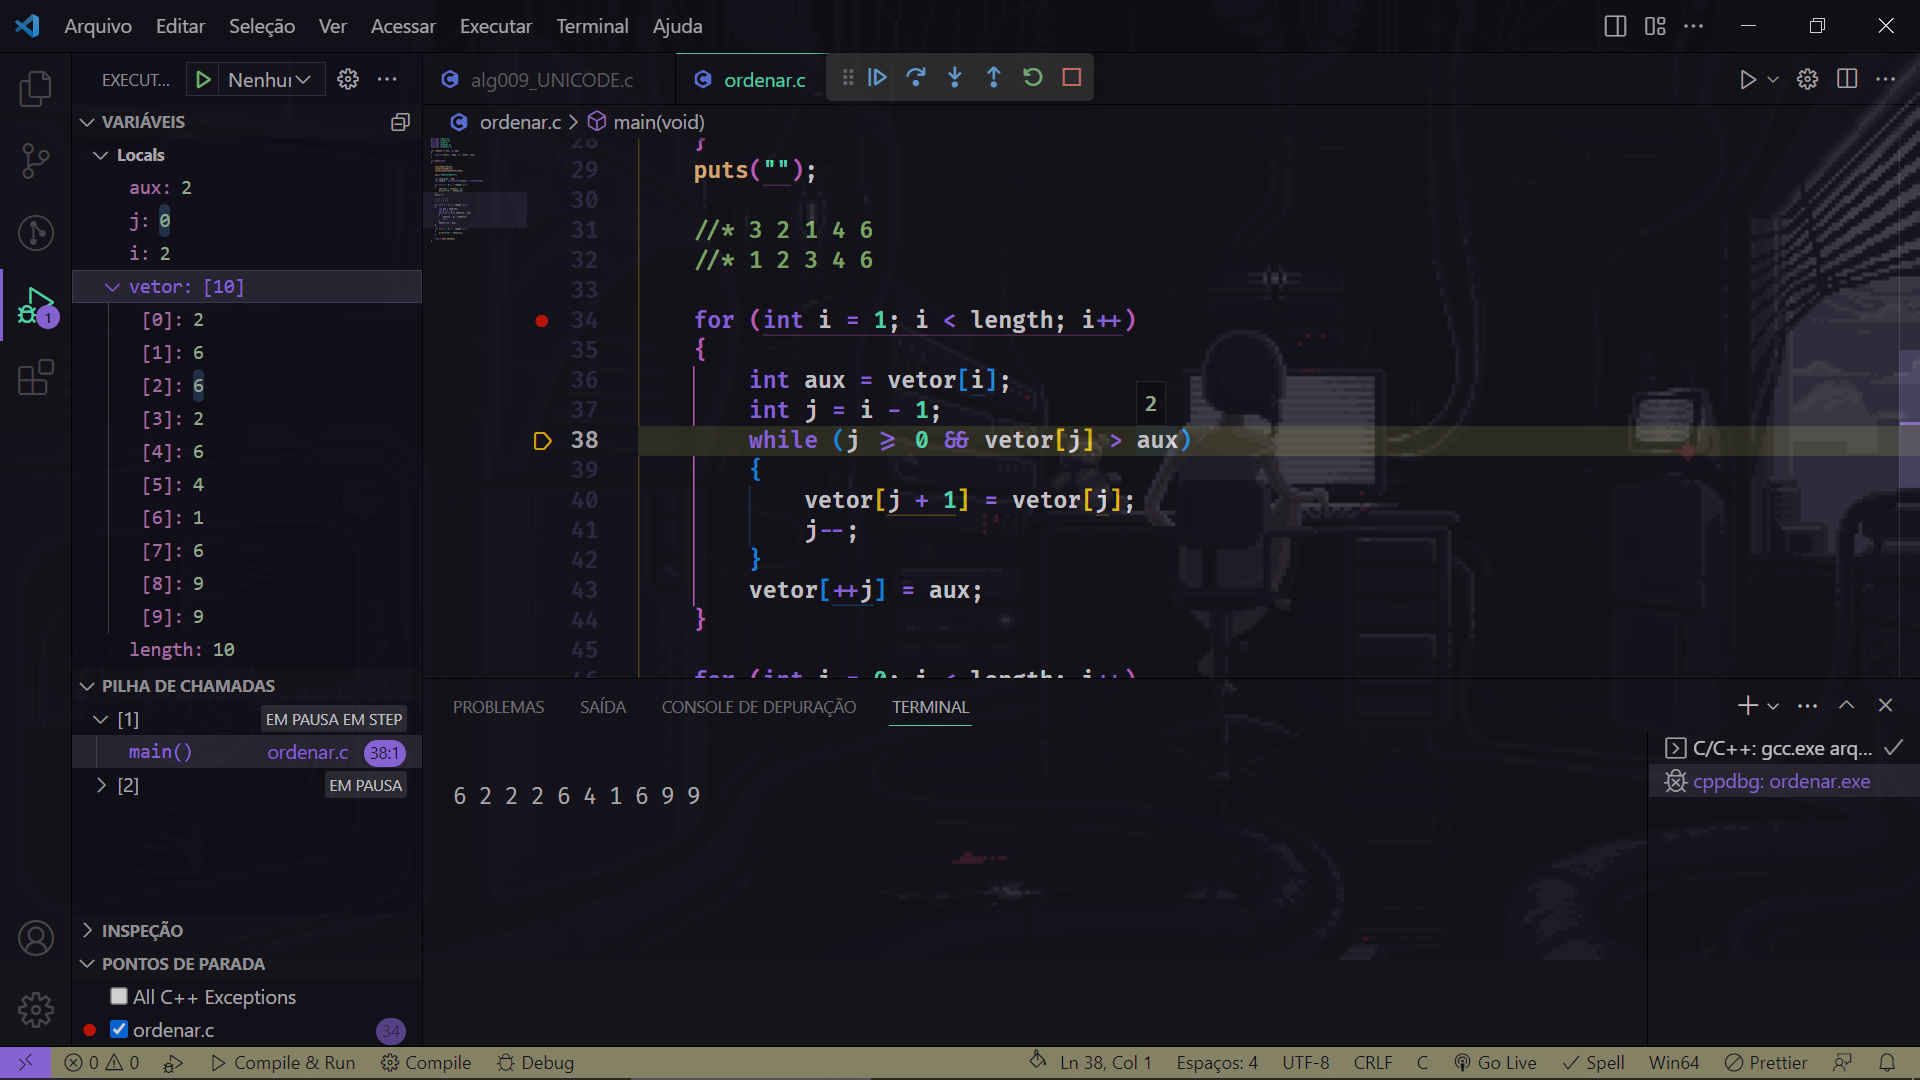 Arquivo Editar Seleção Ver Acessar Executar Terminal Ajuda
EXECUT... Nenhur
VARIÁVEIS
Locals
aux: 2
j: 0
i: 2
vetor: [10]
[0]: 2
[1]: 6
[2]: 6
[3]: 2
[4]: 6
[5]: 4
[6]: 1
[7]: 6
[8]: 9
[9]: 9
length: 10
PILHA DE CHAMADAS
[1] EM PAUSA EM STEP
main() ordenar.c 38:1
[2] EM PAUSA
INSPEÇÃO
PONTOS DE PARADA
All C++ Exceptions
ordenar.c 34
alg009_UNICODE.c ordenar.c
ordenar.c > main(void)
28 }
29 puts("");
30
31 //* 3 2 1 4 6
32 //* 1 2 3 4 6
33
34 for (int i = 1; i < length; i++)
35 {
36 int aux = vetor[i];
37 int j = i - 1;
2
38 while (j >= 0 && vetor[j] > aux)
39 {
40 vetor[j + 1] = vetor[j];
41 j--;
42 }
43 vetor[++j] = aux;
44 }
45
46 for (int i = 0; i < length; i++)
PROBLEMAS SAÍDA CONSOLE DE DEPURAÇÃO TERMINAL
6 2 2 2 6 4 1 6 9 9
C/C++: gcc.exe arq...
cppdbg: ordenar.exe
0 0 Compile & Run Compile Debug Ln 38, Col 1 Espaços: 4 UTF-8 CRLF C Go Live Spell Win64 Prettier